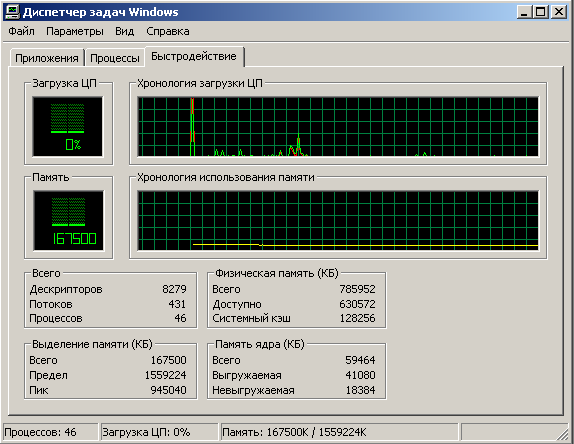 Диспетчер задач Windows
Файл Параметры Вид Справка
Приложения Процессы Быстродействие
Загрузка ЦП
0%
Хронология загрузки ЦП
Память
167500
Хронология использования памяти
Всего
Дескрипторов 8279
Потоков 431
Процессов 46
Физическая память (КБ)
Всего 785952
Доступно 630572
Системный кэш 128256
Выделение памяти (КБ)
Всего 167500
Предел 1559224
Пик 945040
Память ядра (КБ)
Всего 59464
Выгружаемая 41080
Невыгружаемая 18384
Процессов: 46 Загрузка ЦП: 0% Память: 167500K / 1559224K